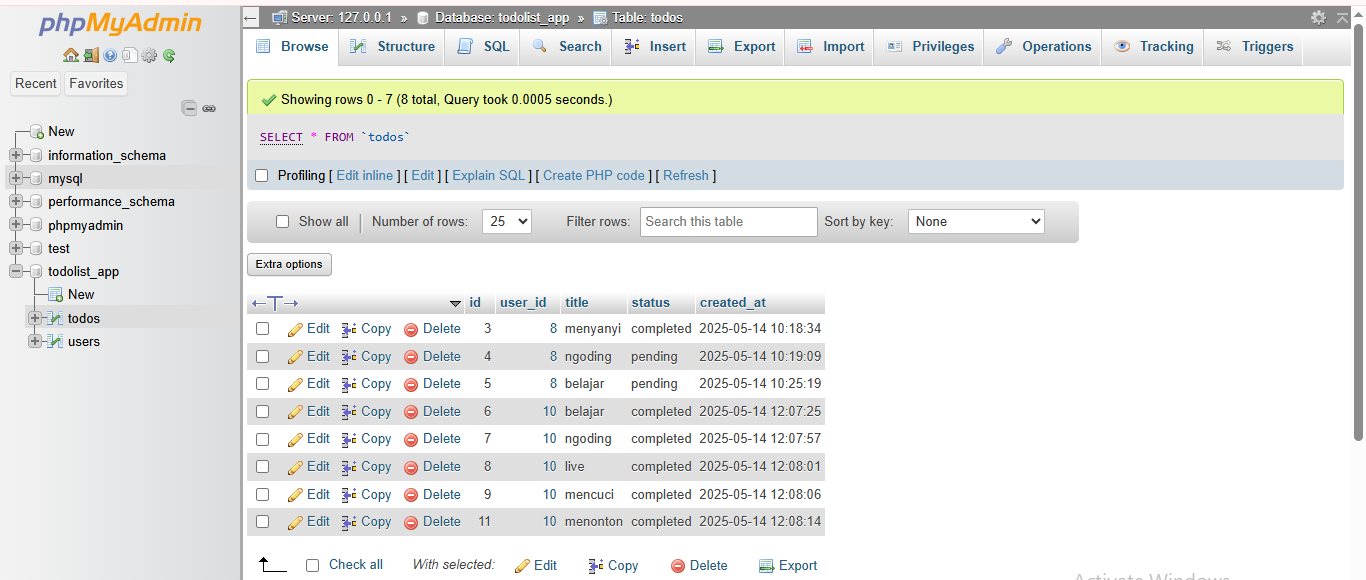 phpMyAdmin
Recent Favorites
New
information_schema
mysql
performance_schema
phpmyadmin
test
todolist_app
New
todos
users
Server: 127.0.0.1 » Database: todolist_app » Table: todos
Browse Structure SQL Search Insert Export Import Privileges Operations Tracking Triggers
Showing rows 0 - 7 (8 total, Query took 0.0005 seconds.)
SELECT * FROM `todos`
Profiling [ Edit inline ] [ Edit ] [ Explain SQL ] [ Create PHP code ] [ Refresh ]
Show all Number of rows: 25 Filter rows: Search this table Sort by key: None
Extra options
←T→ id user_id title status created_at
Edit Copy Delete 3 8 menyanyi completed 2025-05-14 10:18:34
Edit Copy Delete 4 8 ngoding pending 2025-05-14 10:19:09
Edit Copy Delete 5 8 belajar pending 2025-05-14 10:25:19
Edit Copy Delete 6 10 belajar completed 2025-05-14 12:07:25
Edit Copy Delete 7 10 ngoding completed 2025-05-14 12:07:57
Edit Copy Delete 8 10 live completed 2025-05-14 12:08:01
Edit Copy Delete 9 10 mencuci completed 2025-05-14 12:08:06
Edit Copy Delete 11 10 menonton completed 2025-05-14 12:08:14
Check all With selected: Edit Copy Delete Export
Activate Windows